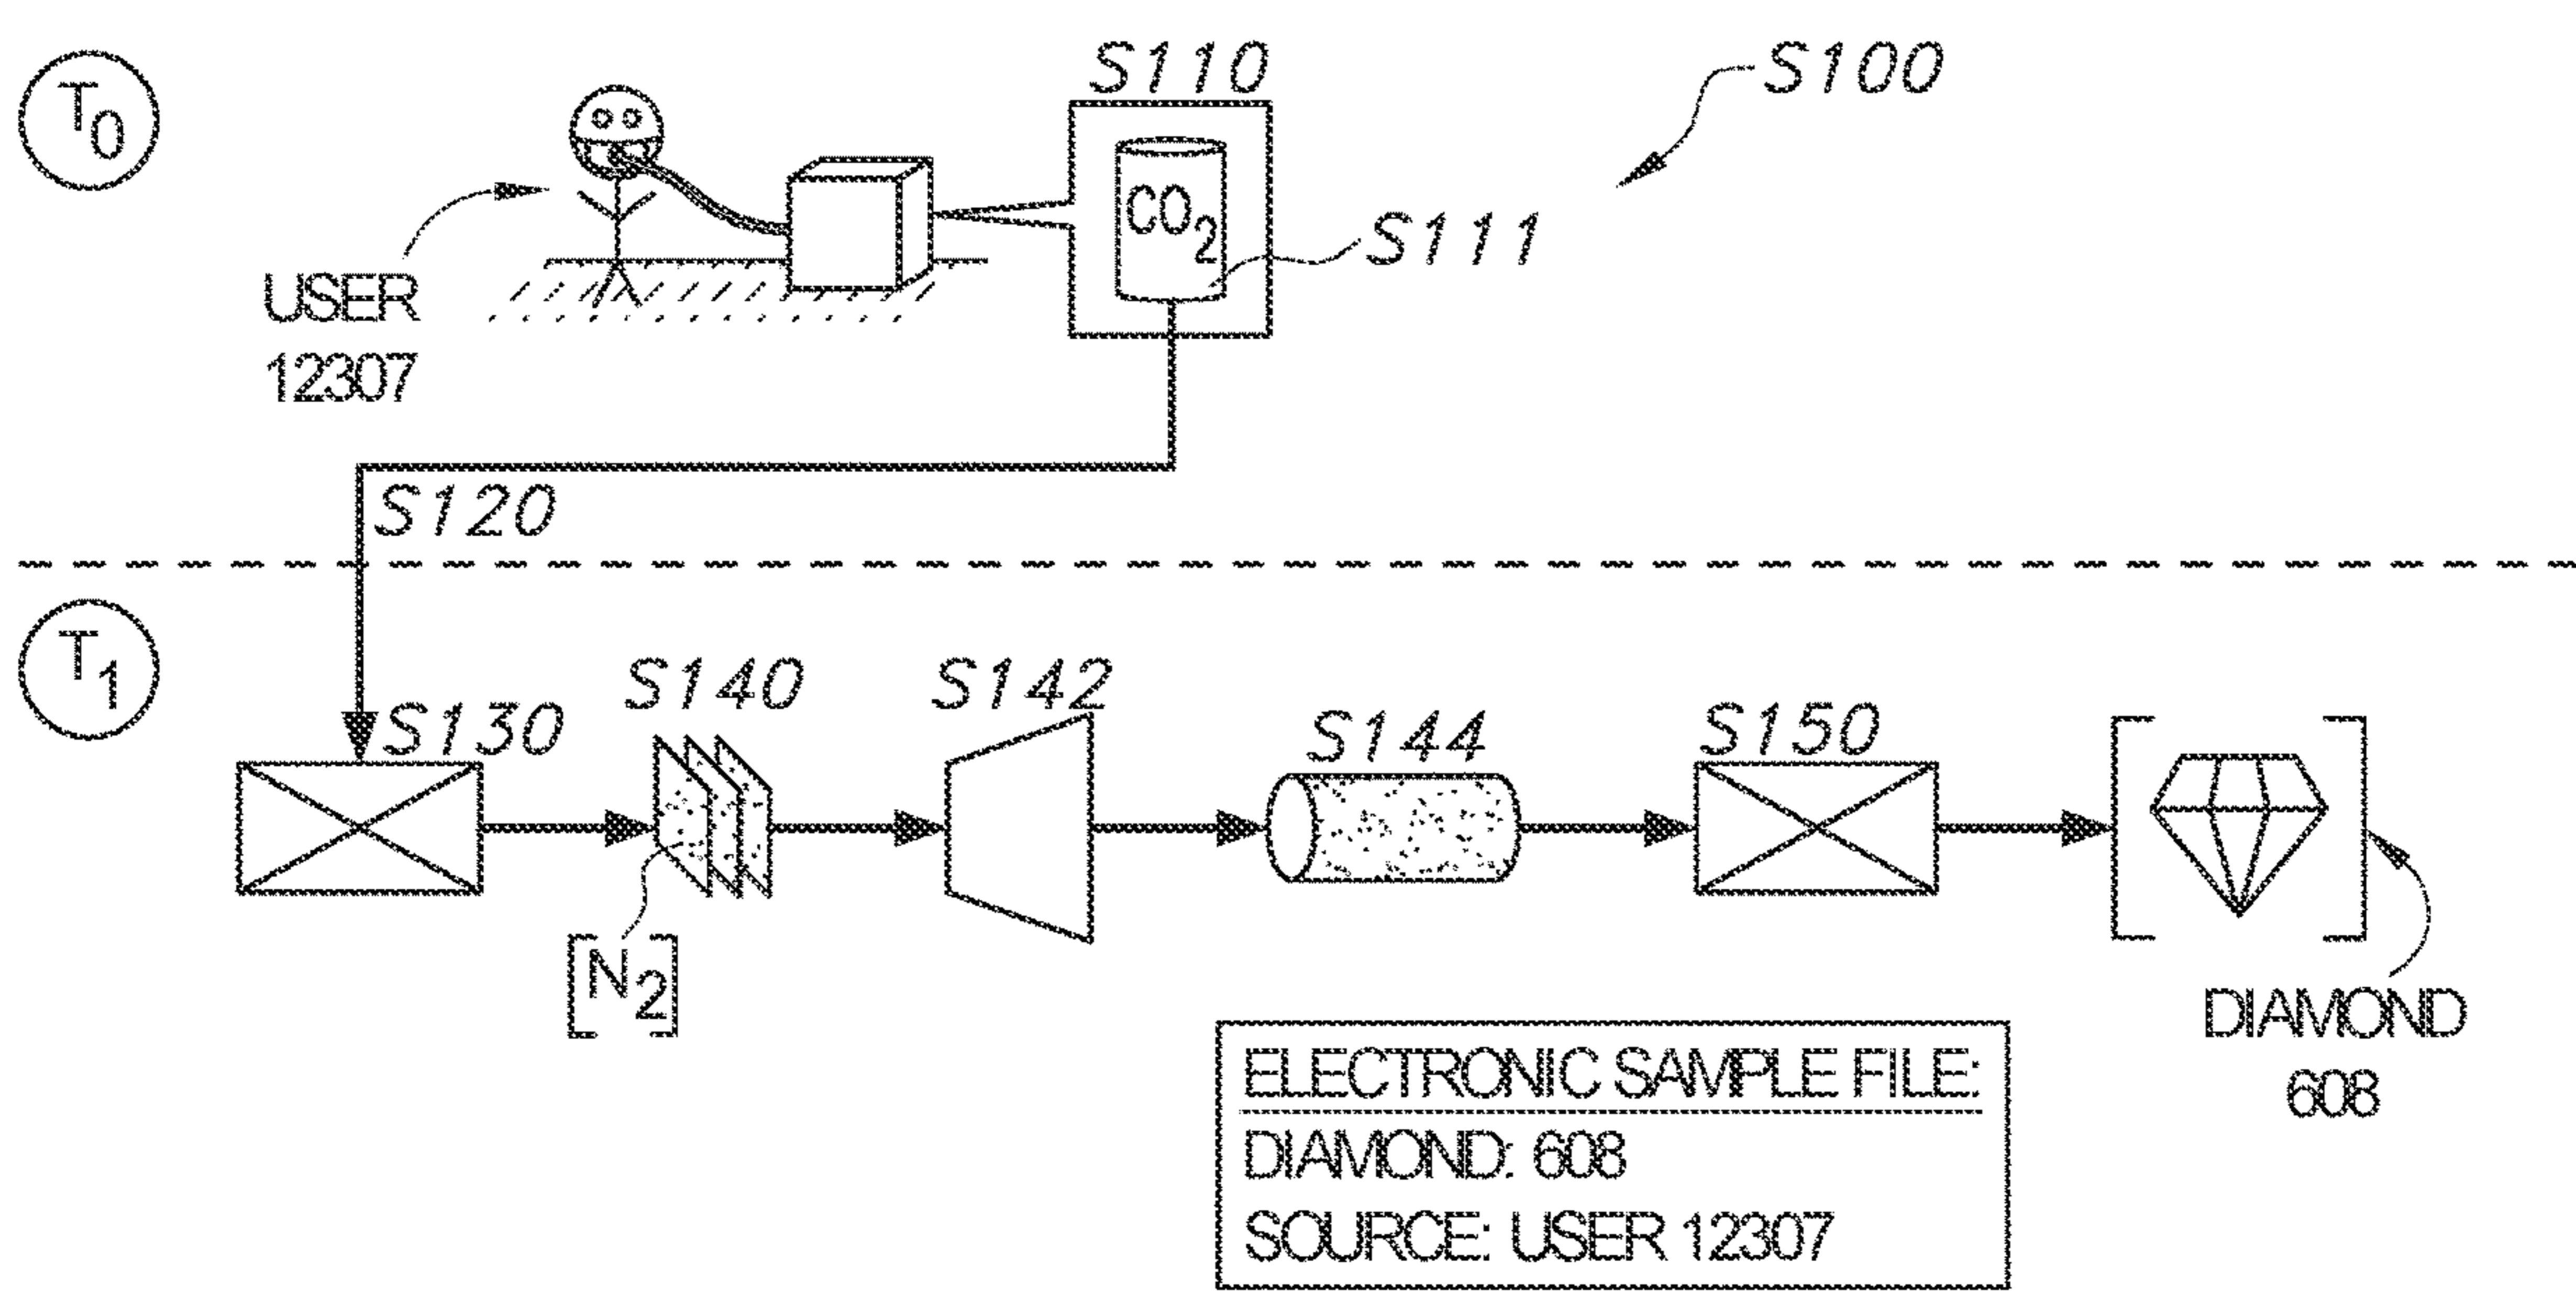 T0
S110
S100
CO2
S111
USER
12307
S120
T1
S130
S140
S142
S144
S150
[N2]
DIAMOND
608
ELECTRONIC SAMPLE FILE:
DIAMOND: 608
SOURCE: USER 12307